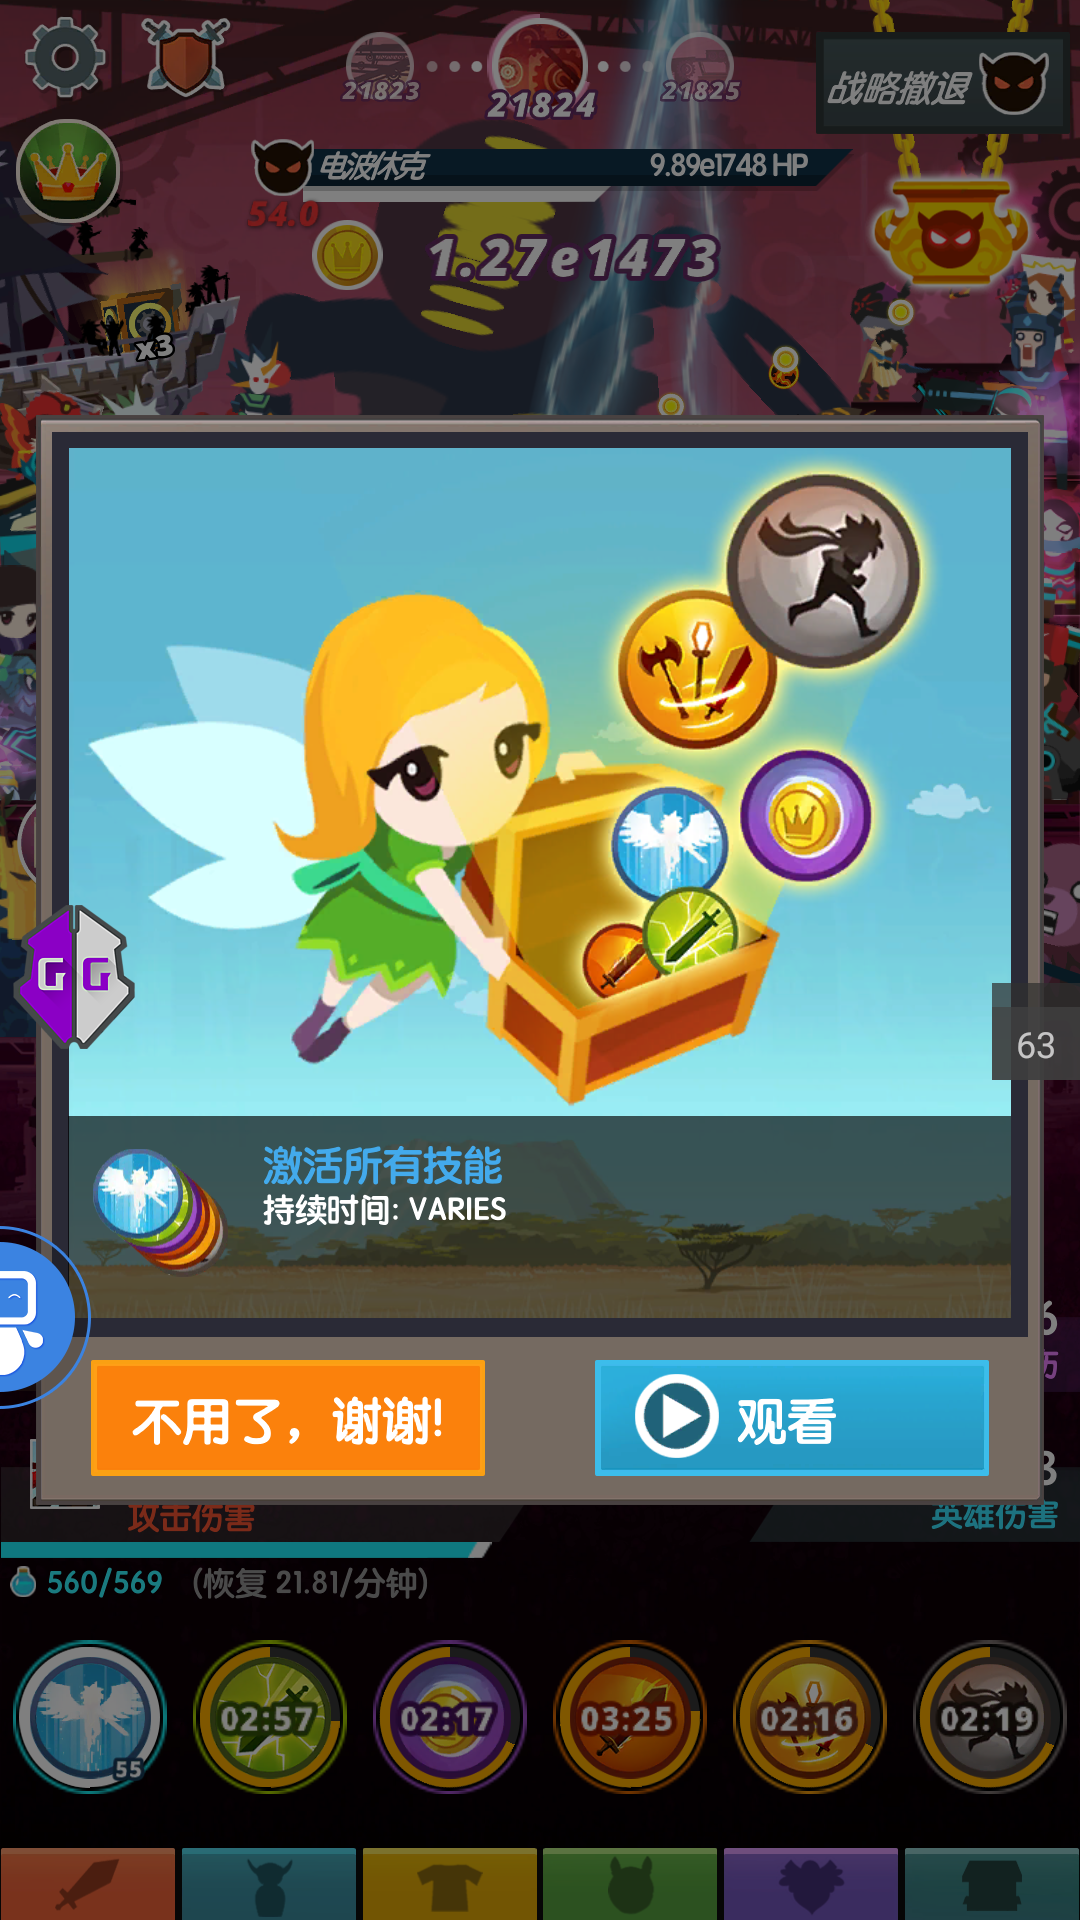 21823
21824
21825
战略撤退
电波休克
9.89e1748 HP
54.0
1.27e1473
x3
GG
63
激活所有技能
持续时间: VARIES
不用了，谢谢!
观看
攻击伤害
英雄伤害
560/569
(恢复 21.81/分钟)
55
02:57
02:17
03:25
02:16
02:19